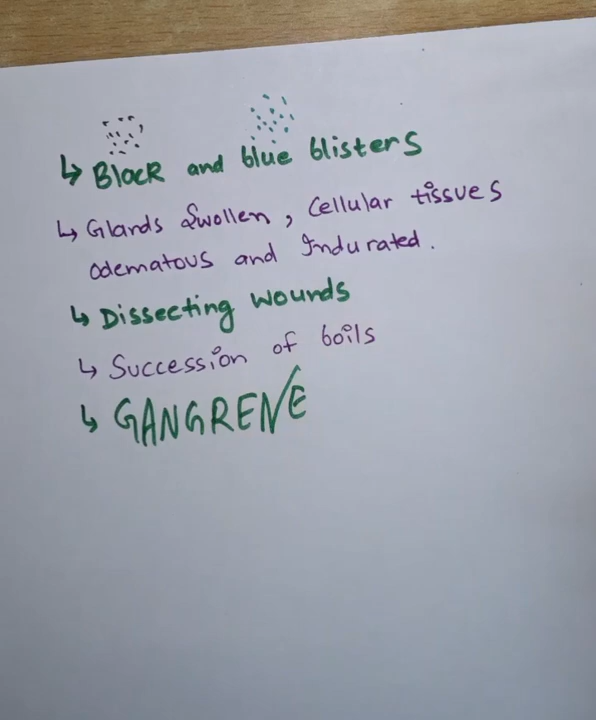 ↳ Black and blue blisters
↳ Glands Swollen, Cellular tissues
odematous and Indurated.
↳ Dissecting wounds
↳ Succession of boils
↳ GANGRENE